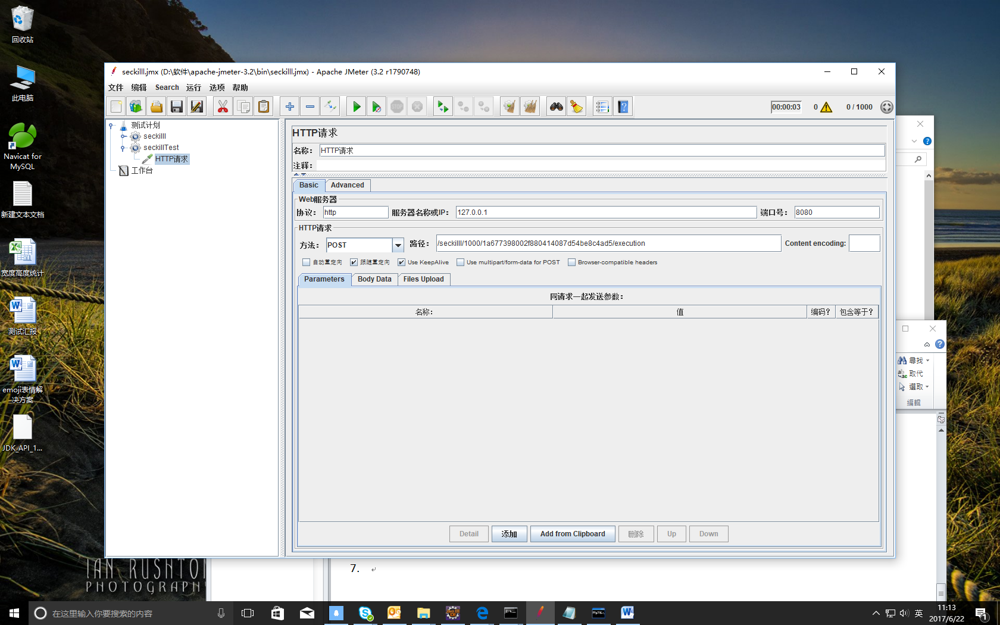 回收站
此电脑
Navicat for
MySQL
新建文本文档
宽度高度统计
测试汇报
emoji表情解
决方案
JDK_API_1...
seckilll.jmx (D:\软件\apache-jmeter-3.2\bin\seckilll.jmx) - Apache JMeter (3.2 r1790748)
文件 编辑 Search 运行 选项 帮助
STOP
00:00:03 0 0 / 1000
测试计划
seckilll
seckillTest
HTTP请求
工作台
HTTP请求
名称： HTTP请求
注释：
Basic Advanced
Web服务器
协议： http 服务器名称或IP： 127.0.0.1 端口号： 8080
HTTP请求
方法： POST 路径： /seckilll/1000/1a677398002f880414087d54be8c4ad5/execution Content encoding:
自动重定向 跟随重定向 Use KeepAlive Use multipart/form-data for POST Browser-compatible headers
Parameters Body Data Files Upload
同请求一起发送参数：
名称： 值 编码？ 包含等于？
Detail 添加 Add from Clipboard 删除 Up Down
尋找
取代
選取
編輯
7.
IAN RUSHTON
PHOTOGRAPHY
在这里输入你要搜索的内容
英
11:13
2017/6/22
1